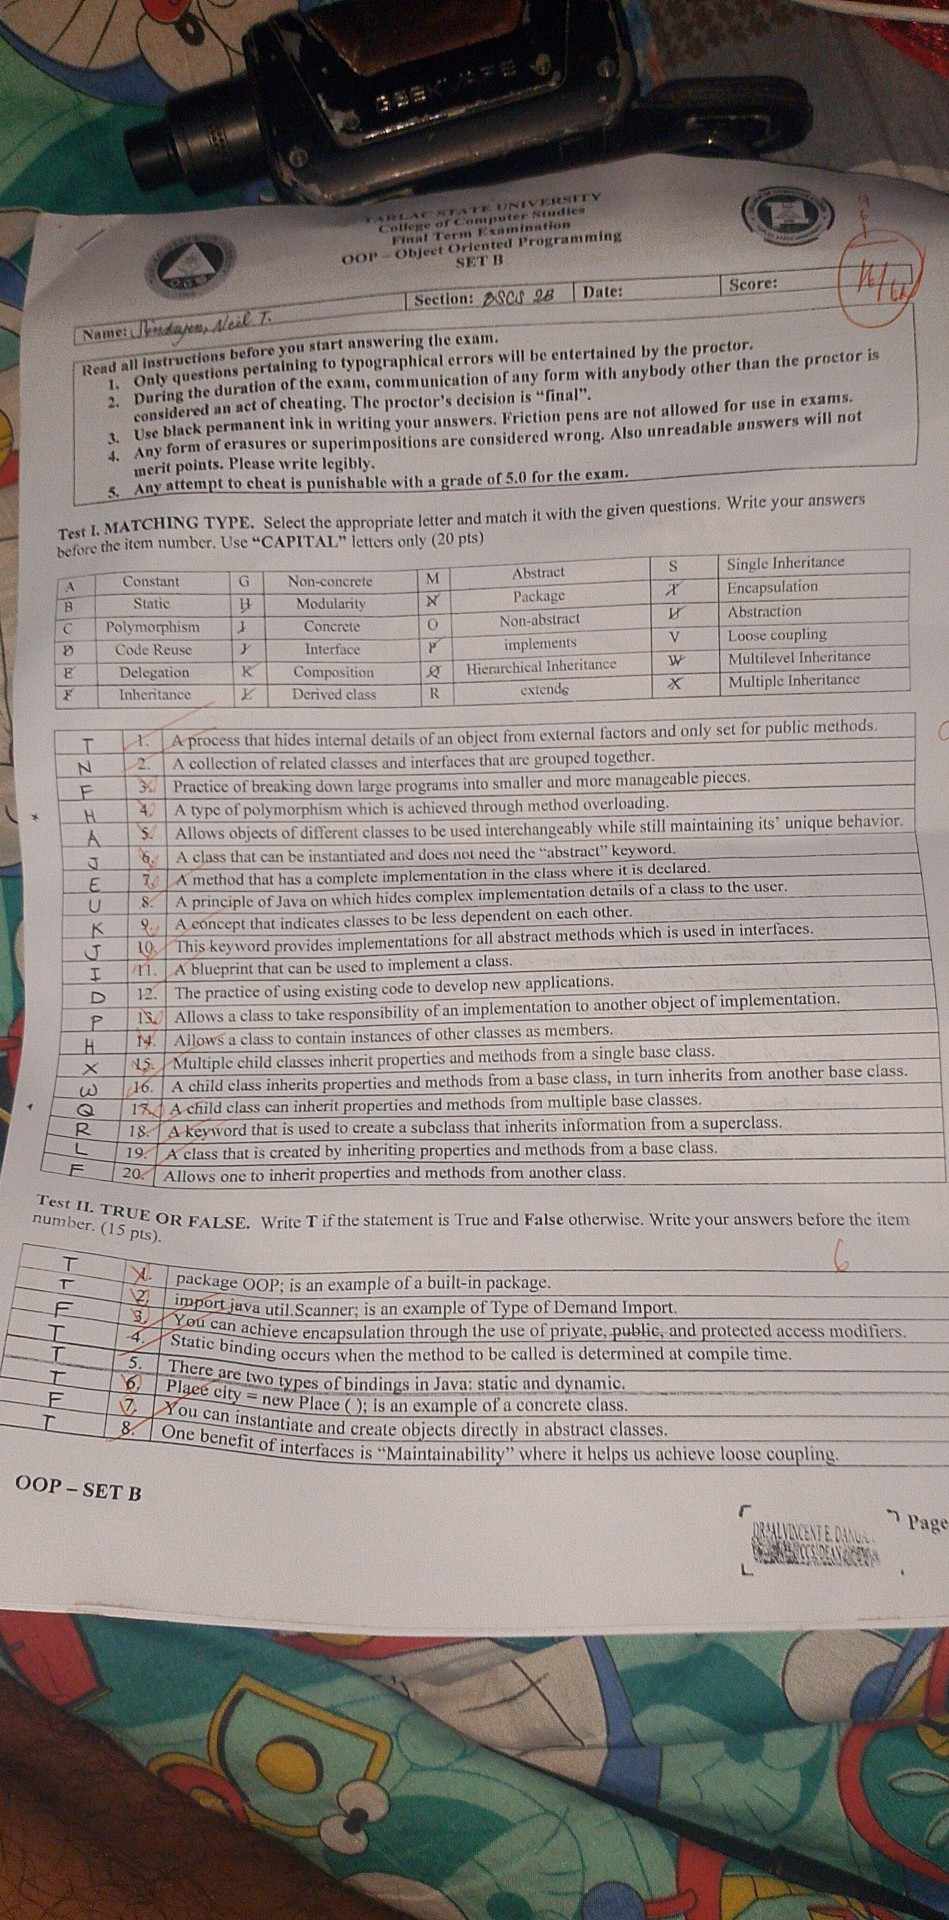 GEEKVAPE
TARLAC STATE UNIVERSITY
College of Computer Studies
Final Term Examination
OOP – Object Oriented Programming
SET B
Name: Neil T. Section: BSCS 2B Date: Score:
Read all instructions before you start answering the exam.
1. Only questions pertaining to typographical errors will be entertained by the proctor.
2. During the duration of the exam, communication of any form with anybody other than the proctor is
considered an act of cheating. The proctor's decision is “final”.
3. Use black permanent ink in writing your answers. Friction pens are not allowed for use in exams.
4. Any form of erasures or superimpositions are considered wrong. Also unreadable answers will not
merit points. Please write legibly.
5. Any attempt to cheat is punishable with a grade of 5.0 for the exam.
Test I. MATCHING TYPE. Select the appropriate letter and match it with the given questions. Write your answers
before the item number. Use “CAPITAL” letters only (20 pts)
A Constant G Non-concrete M Abstract S Single Inheritance
B Static H Modularity N Package T Encapsulation
C Polymorphism I Concrete O Non-abstract U Abstraction
D Code Reuse J Interface P implements V Loose coupling
E Delegation K Composition Q Hierarchical Inheritance W Multilevel Inheritance
F Inheritance L Derived class R extends X Multiple Inheritance
T 1. A process that hides internal details of an object from external factors and only set for public methods.
N 2. A collection of related classes and interfaces that are grouped together.
F 3. Practice of breaking down large programs into smaller and more manageable pieces.
H 4. A type of polymorphism which is achieved through method overloading.
A 5. Allows objects of different classes to be used interchangeably while still maintaining its' unique behavior.
J 6. A class that can be instantiated and does not need the “abstract” keyword.
E 7. A method that has a complete implementation in the class where it is declared.
U 8. A principle of Java on which hides complex implementation details of a class to the user.
K 9. A concept that indicates classes to be less dependent on each other.
J 10. This keyword provides implementations for all abstract methods which is used in interfaces.
I 11. A blueprint that can be used to implement a class.
D 12. The practice of using existing code to develop new applications.
P 13. Allows a class to take responsibility of an implementation to another object of implementation.
H 14. Allows a class to contain instances of other classes as members.
X 15. Multiple child classes inherit properties and methods from a single base class.
W 16. A child class inherits properties and methods from a base class, in turn inherits from another base class.
Q 17. A child class can inherit properties and methods from multiple base classes.
R 18. A keyword that is used to create a subclass that inherits information from a superclass.
L 19. A class that is created by inheriting properties and methods from a base class.
F 20. Allows one to inherit properties and methods from another class.
Test II. TRUE OR FALSE. Write T if the statement is True and False otherwise. Write your answers before the item
number. (15 pts).
6
T 1. package OOP; is an example of a built-in package.
T 2. import java util.Scanner; is an example of Type of Demand Import.
F 3. You can achieve encapsulation through the use of private, public, and protected access modifiers.
T 4. Static binding occurs when the method to be called is determined at compile time.
T 5. There are two types of bindings in Java: static and dynamic.
T 6. Place city = new Place ( ); is an example of a concrete class.
F 7. You can instantiate and create objects directly in abstract classes.
T 8. One benefit of interfaces is “Maintainability” where it helps us achieve loose coupling.
OOP – SET B
Page